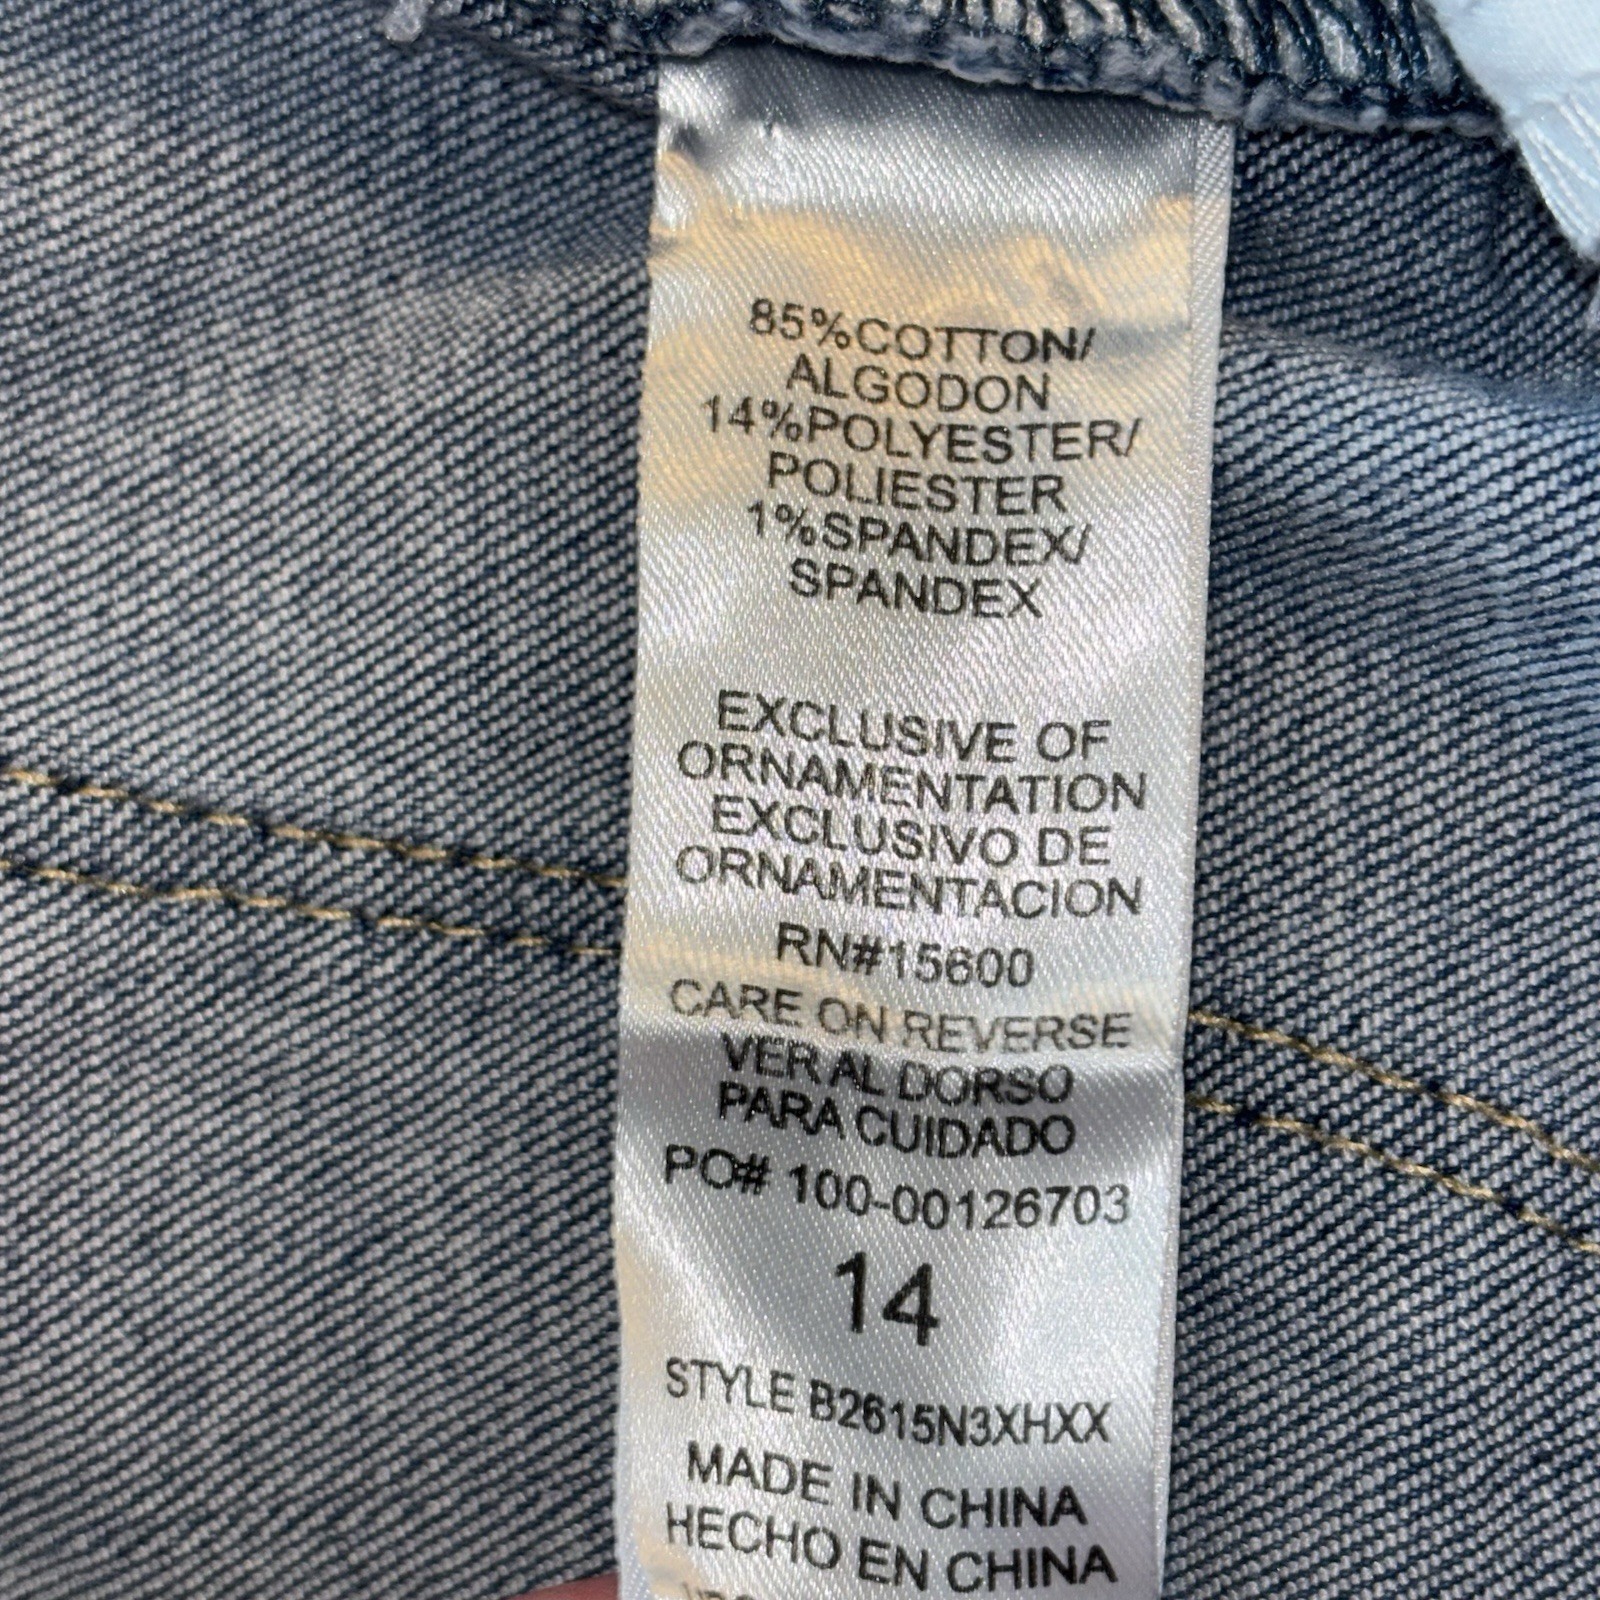 85%COTTON/
ALGODON
14%POLYESTER/
POLIESTER
1%SPANDEX/
SPANDEX
EXCLUSIVE OF
ORNAMENTATION
EXCLUSIVO DE
ORNAMENTACION
RN#15600
CARE ON REVERSE
VER AL DORSO
PARA CUIDADO
PO# 100-00126703
14
STYLE B2615N3XHXX
MADE IN CHINA
HECHO EN CHINA